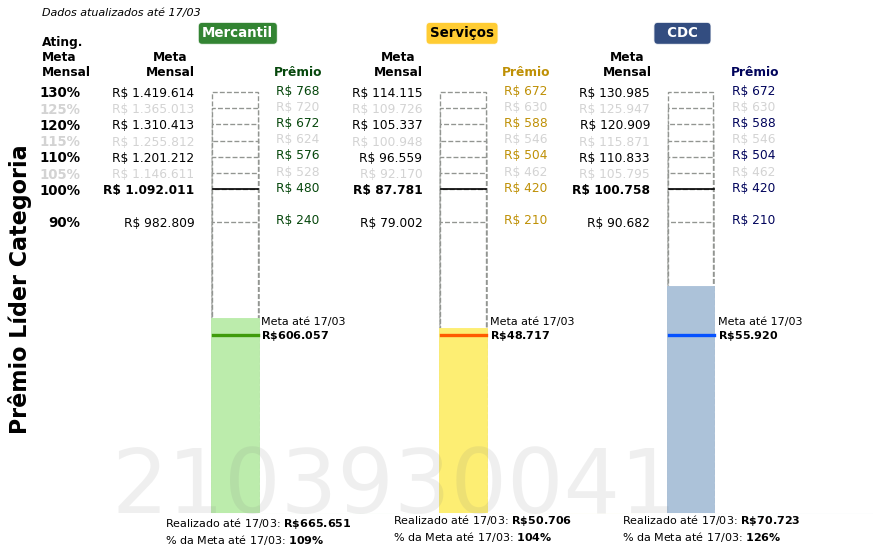 Dados atualizados até 17/03
Mercantil Serviços CDC
Ating. Meta Mensal Meta Mensal Prêmio Meta Mensal Prêmio Meta Mensal Prêmio
130% R$ 1.419.614 R$ 768 R$ 114.115 R$ 672 R$ 130.985 R$ 672
125% R$ 1.365.013 R$ 720 R$ 109.726 R$ 630 R$ 125.947 R$ 630
120% R$ 1.310.413 R$ 672 R$ 105.337 R$ 588 R$ 120.909 R$ 588
115% R$ 1.255.812 R$ 624 R$ 100.948 R$ 546 R$ 115.871 R$ 546
110% R$ 1.201.212 R$ 576 R$ 96.559 R$ 504 R$ 110.833 R$ 504
105% R$ 1.146.611 R$ 528 R$ 92.170 R$ 462 R$ 105.795 R$ 462
100% R$ 1.092.011 R$ 480 R$ 87.781 R$ 420 R$ 100.758 R$ 420
90% R$ 982.809 R$ 240 R$ 79.002 R$ 210 R$ 90.682 R$ 210
Prêmio Líder Categoria
Meta até 17/03 Meta até 17/03 Meta até 17/03
R$606.057 R$48.717 R$55.920
2103930041
Realizado até 17/03: R$665.651 Realizado até 17/03: R$50.706 Realizado até 17/03: R$70.723
% da Meta até 17/03: 109% % da Meta até 17/03: 104% % da Meta até 17/03: 126%